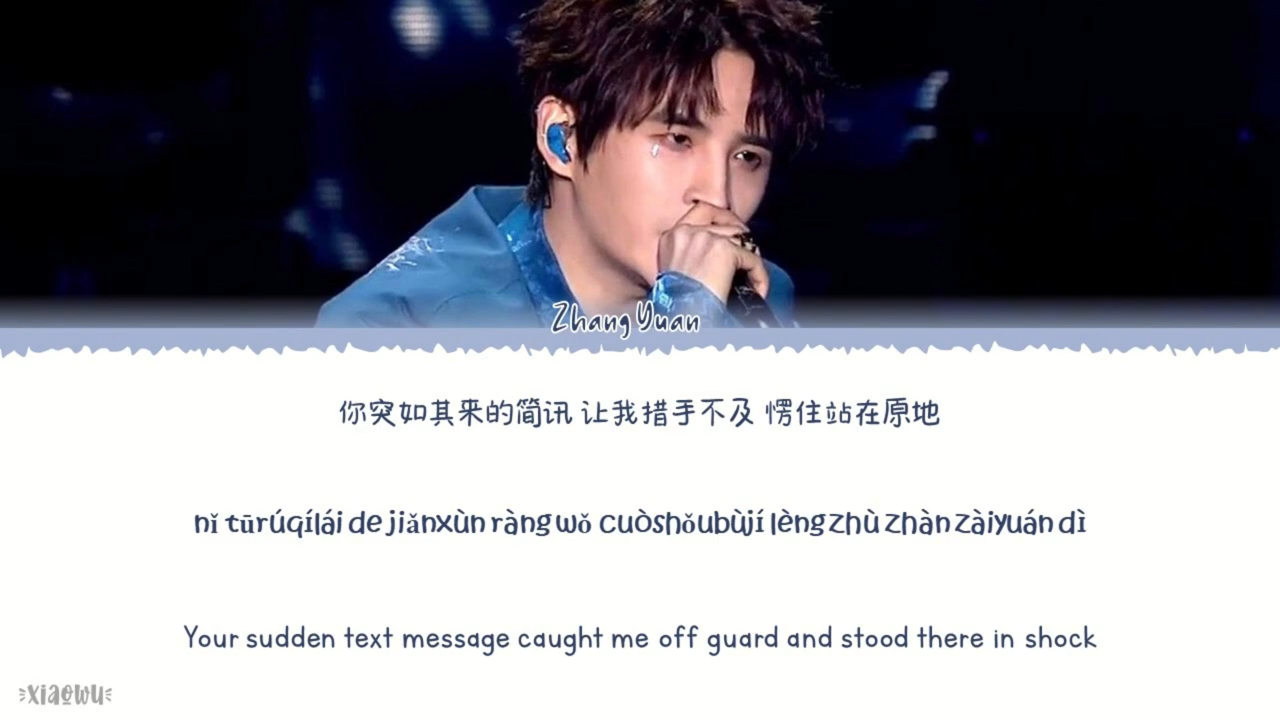 Zhang Yuan
你突如其来的简讯 让我措手不及 愣住站在原地
nǐ tūrúqílái de jiǎnxùn ràng wǒ cuòshǒubùjí lèng zhù zhàn zàiyuán dì
Your sudden text message caught me off guard and stood there in shock
xiaowu